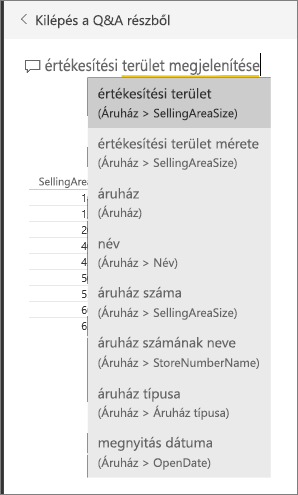 Kilépés a Q&A részből
értékesítési terület megjelenítése
értékesítési terület
(Áruház > SellingAreaSize)
értékesítési terület mérete
(Áruház > SellingAreaSize)
áruház
(Áruház)
név
(Áruház > Név)
áruház száma
(Áruház > SellingAreaSize)
áruház számának neve
(Áruház > StoreNumberName)
áruház típusa
(Áruház > Áruház típusa)
megnyitás dátuma
(Áruház > OpenDate)
SellingArea
1
1
2
4
4
5
5
6
6